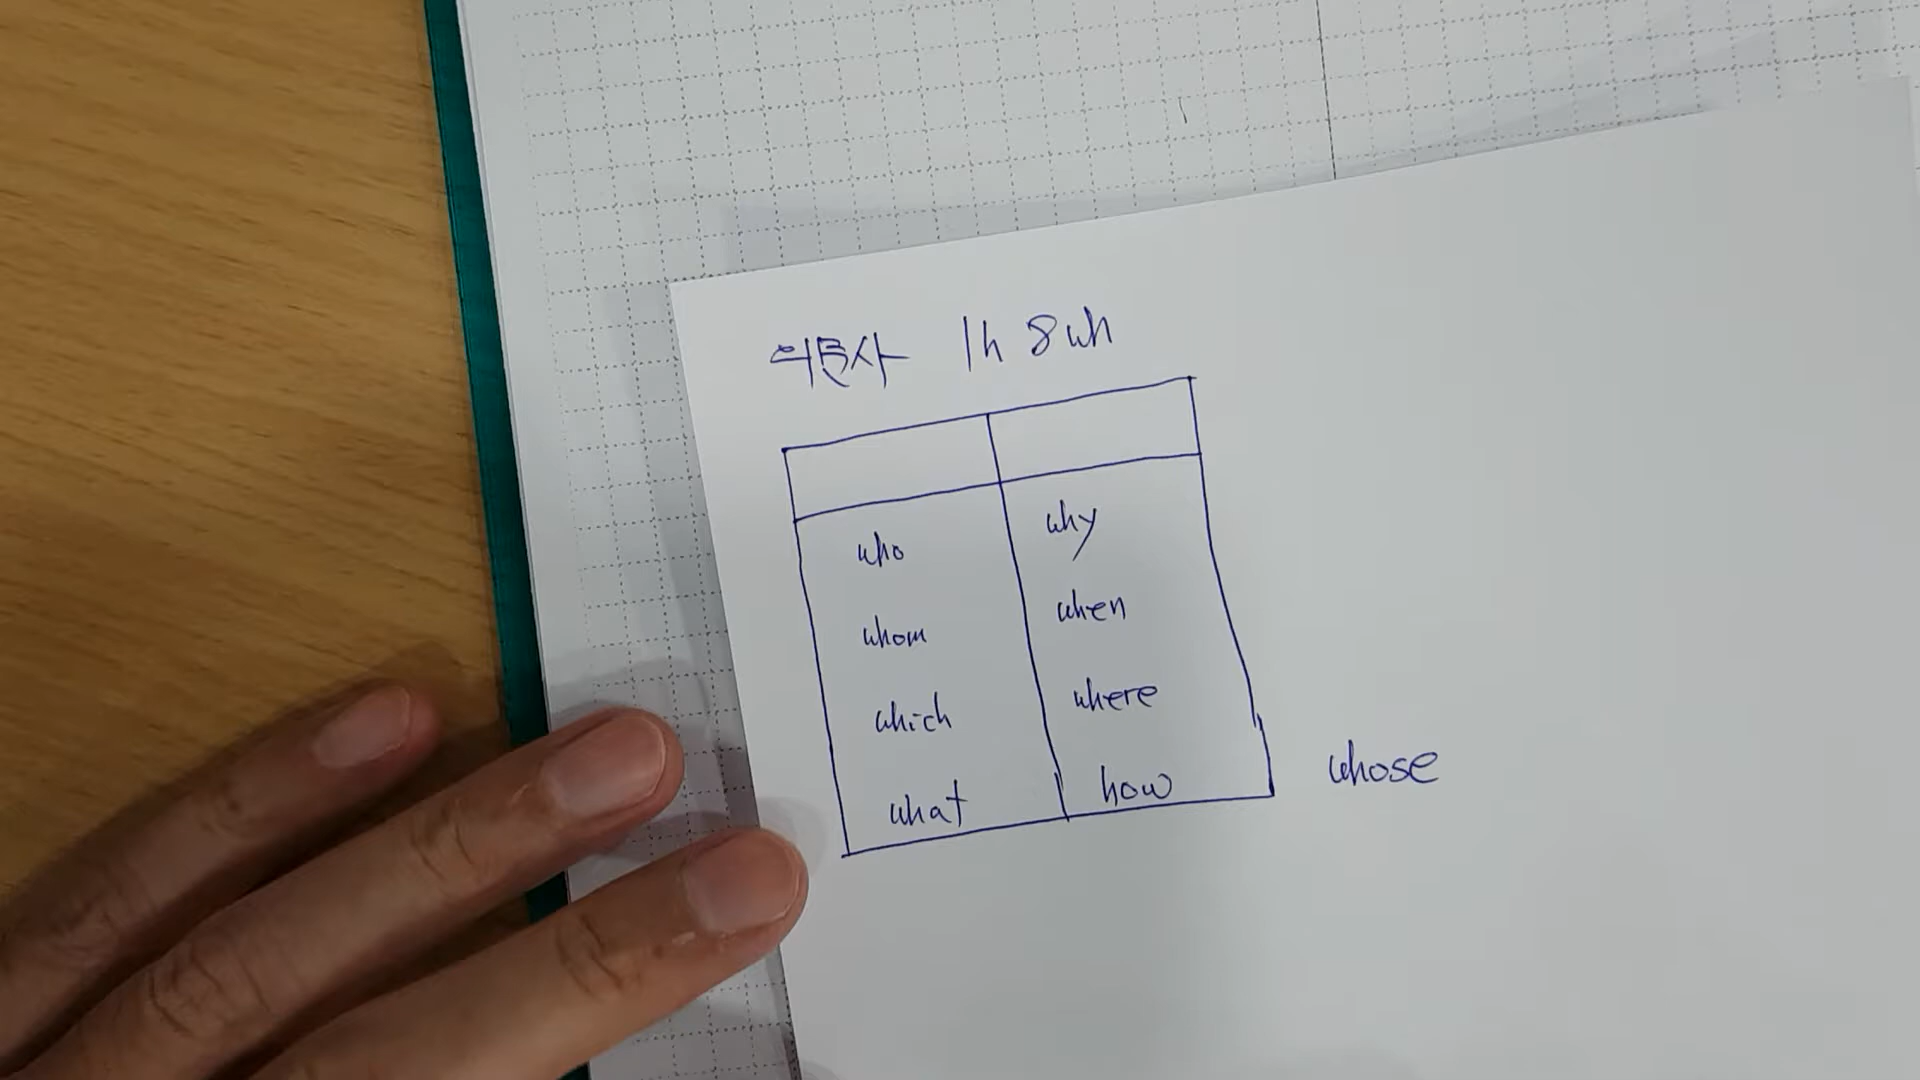 의문사 1h 8wh
who why
whom when
which where
what how whose